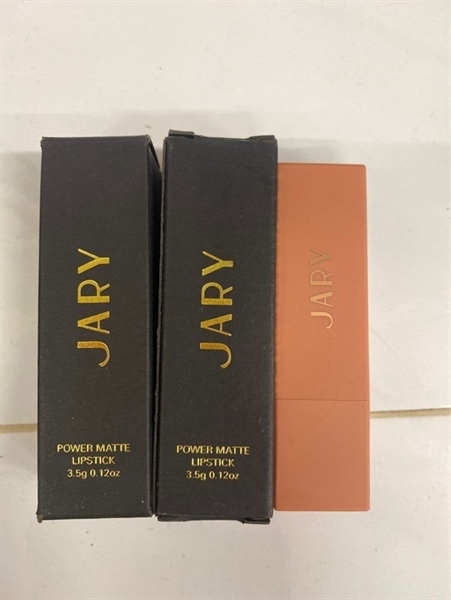 JARY
POWER MATTE
LIPSTICK
3.5g 0.12oz
JARY
POWER MATTE
LIPSTICK
3.5g 0.12oz
JARY